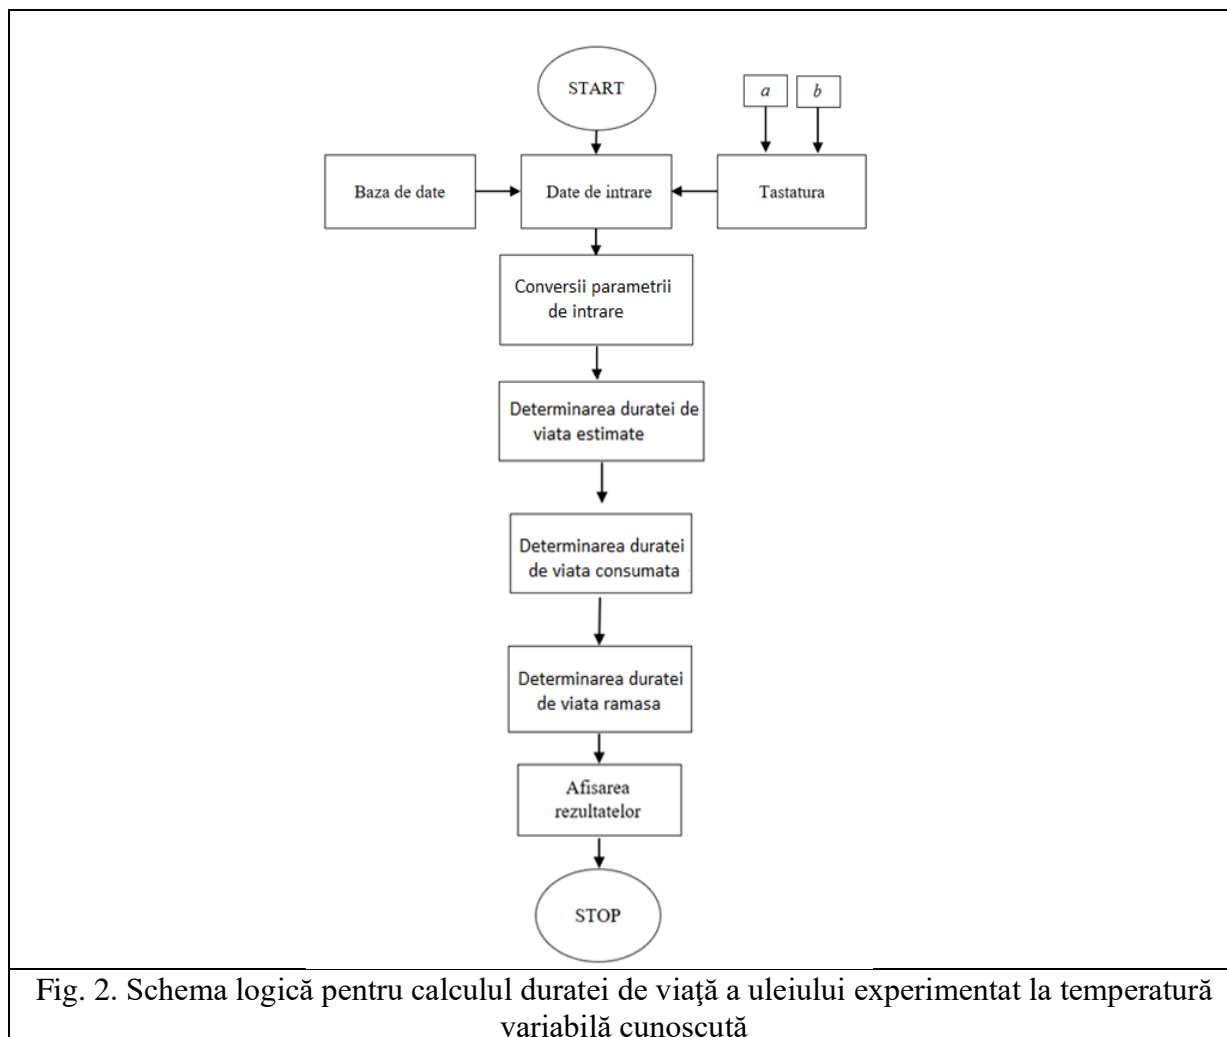 START
a
b
Baza de date
Date de intrare
Tastatura
Conversii parametrii
de intrare
Determinarea duratei de
viata estimate
Determinarea duratei
de viata consumata
Determinarea duratei
de viata ramasa
Afisarea
rezultatelor
STOP
Fig. 2. Schema logică pentru calculul duratei de viaţă a uleiului experimentat la temperatură
variabilă cunoscută